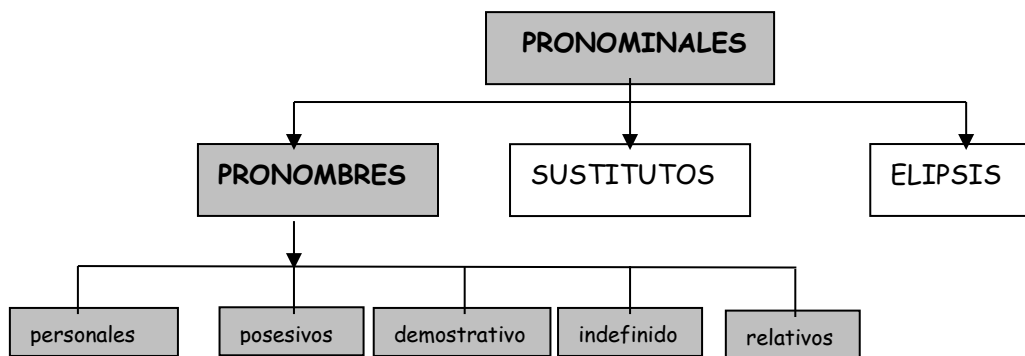 PRONOMINALES
PRONOMBRES
SUSTITUTOS
ELIPSIS
personales
posesivos
demostrativo
indefinido
relativos